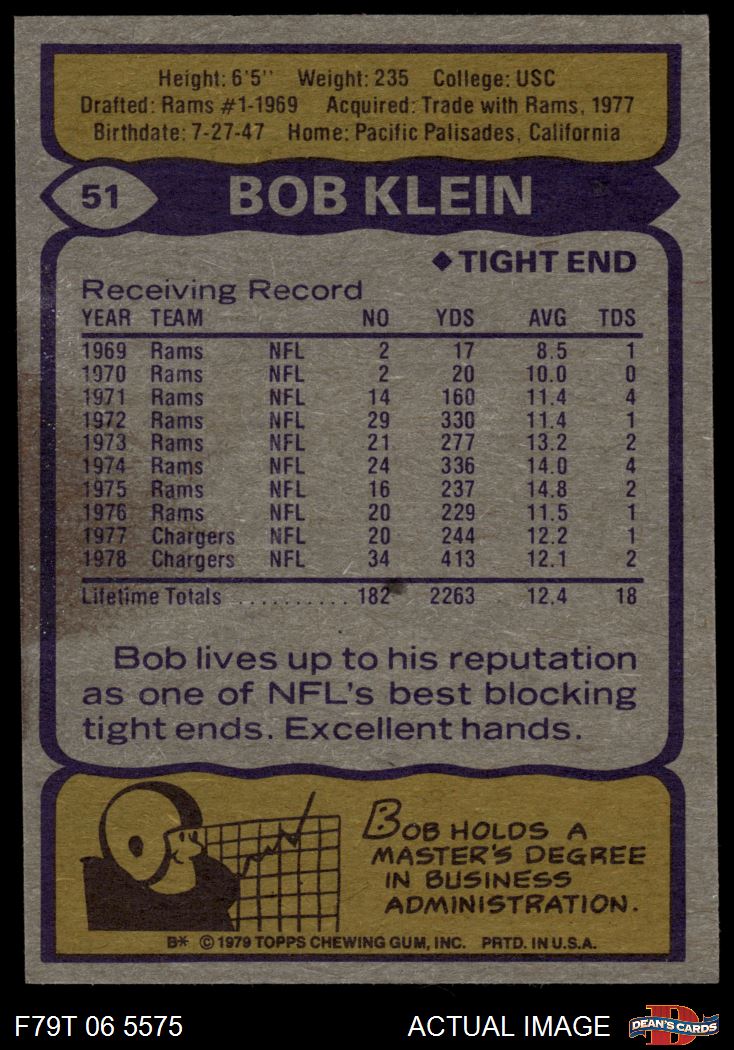 Height: 6'5'' Weight: 235 College: USC
Drafted: Rams #1-1969 Acquired: Trade with Rams, 1977
Birthdate: 7-27-47 Home: Pacific Palisades, California
51 BOB KLEIN
◆ TIGHT END
Receiving Record
YEAR TEAM NO YDS AVG TDS
1969 Rams NFL 2 17 8.5 1
1970 Rams NFL 2 20 10.0 0
1971 Rams NFL 14 160 11.4 4
1972 Rams NFL 29 330 11.4 1
1973 Rams NFL 21 277 13.2 2
1974 Rams NFL 24 336 14.0 4
1975 Rams NFL 16 237 14.8 2
1976 Rams NFL 20 229 11.5 1
1977 Chargers NFL 20 244 12.2 1
1978 Chargers NFL 34 413 12.1 2
Lifetime Totals .......... 182 2263 12.4 18
Bob lives up to his reputation
as one of NFL's best blocking
tight ends. Excellent hands.
BOB HOLDS A
MASTER'S DEGREE
IN BUSINESS
ADMINISTRATION.
B* © 1979 TOPPS CHEWING GUM, INC. PRTD. IN U.S.A.
F79T 06 5575 ACTUAL IMAGE D DEAN'S CARDS